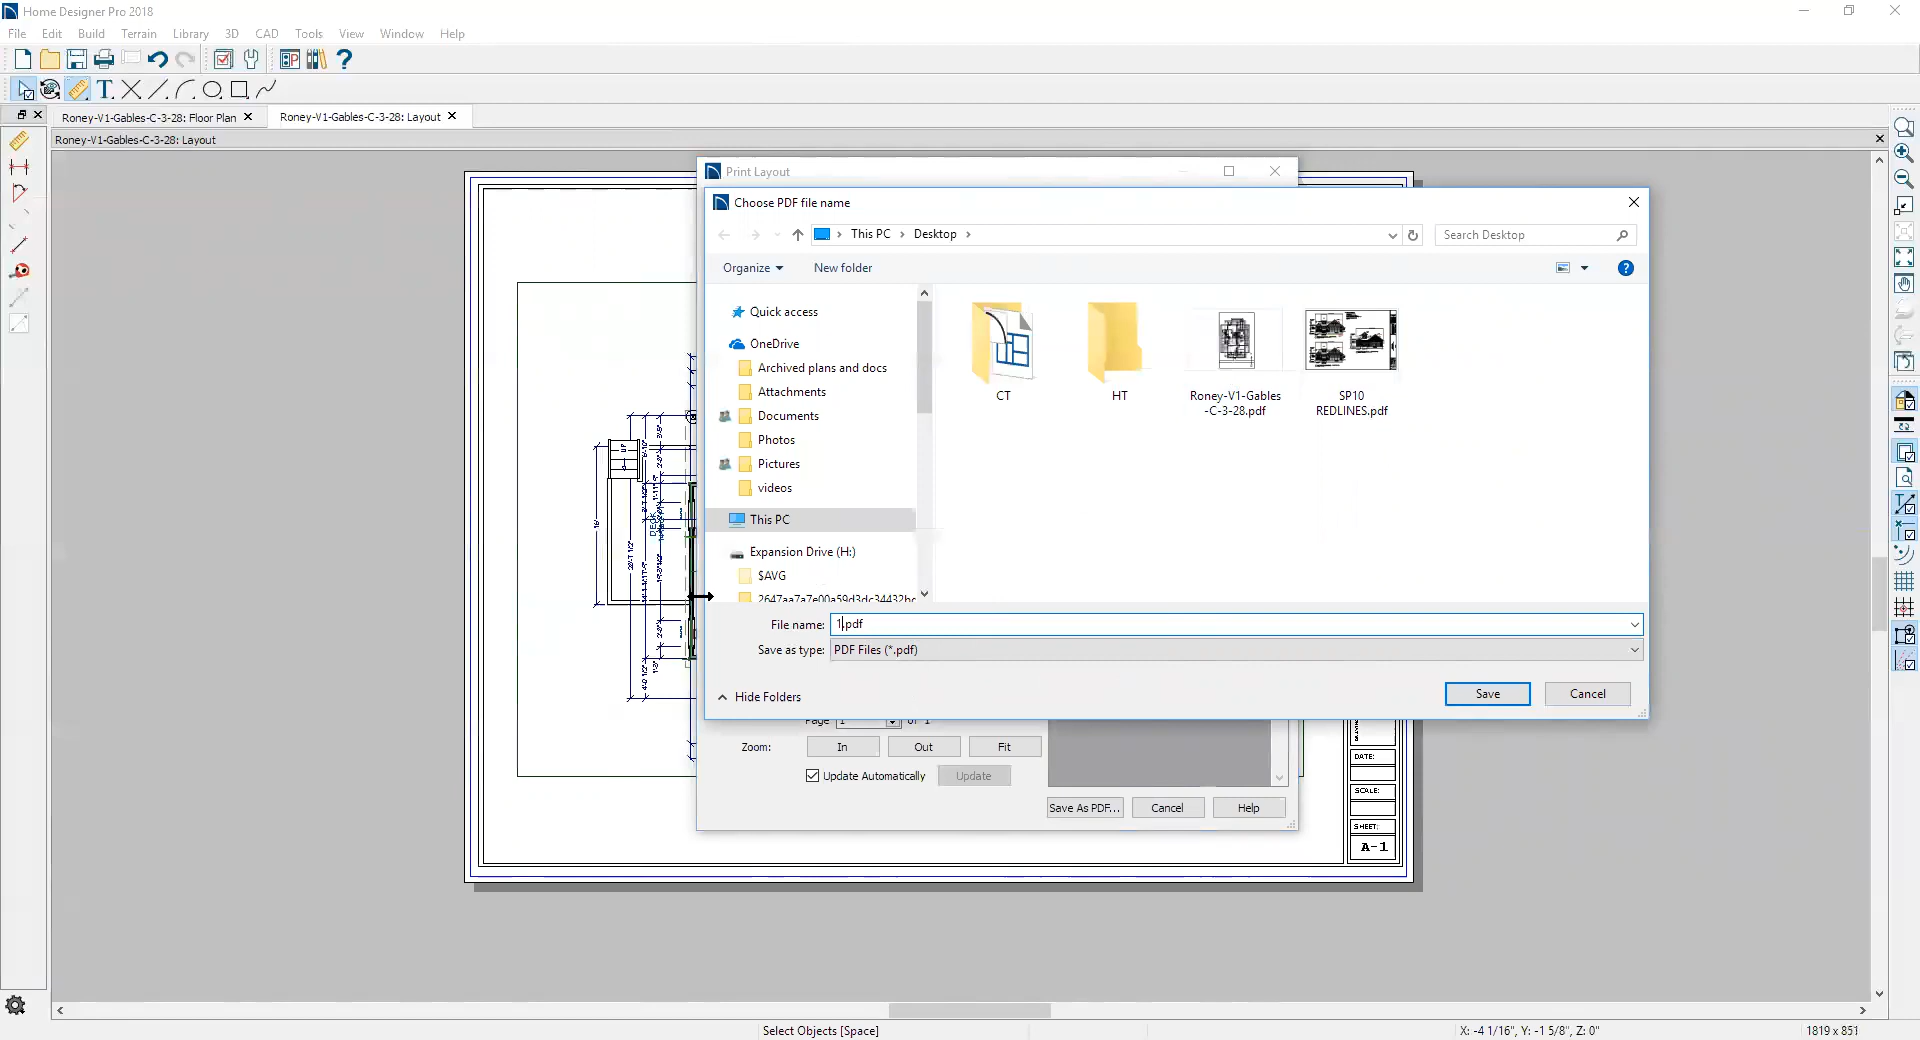 Home Designer Pro 2018
File Edit Build Terrain Library 3D CAD Tools View Window Help
Roney-V1-Gables-C-3-28: Floor Plan
Roney-V1-Gables-C-3-28: Layout
Roney-V1-Gables-C-3-28: Layout
Print Layout
Choose PDF file name
This PC > Desktop >
Search Desktop
Organize
New folder
Quick access
OneDrive
Archived plans and docs
Attachments
Documents
Photos
Pictures
videos
This PC
Expansion Drive (H:)
$AVG
CT
HT
Roney-V1-Gables
-C-3-28.pdf
SP10
REDLINES.pdf
File name: 1.pdf
Save as type: PDF Files (*.pdf)
Hide Folders
Save
Cancel
Page 1 of 1
Zoom:
In
Out
Fit
Update Automatically
Update
Save As PDF...
Cancel
Help
UP
DECK
16'
DATE:
SCALE:
SHEET:
A-1
Select Objects [Space]
X: -4 1/16", Y: -1 5/8", Z: 0"
1819 x 851